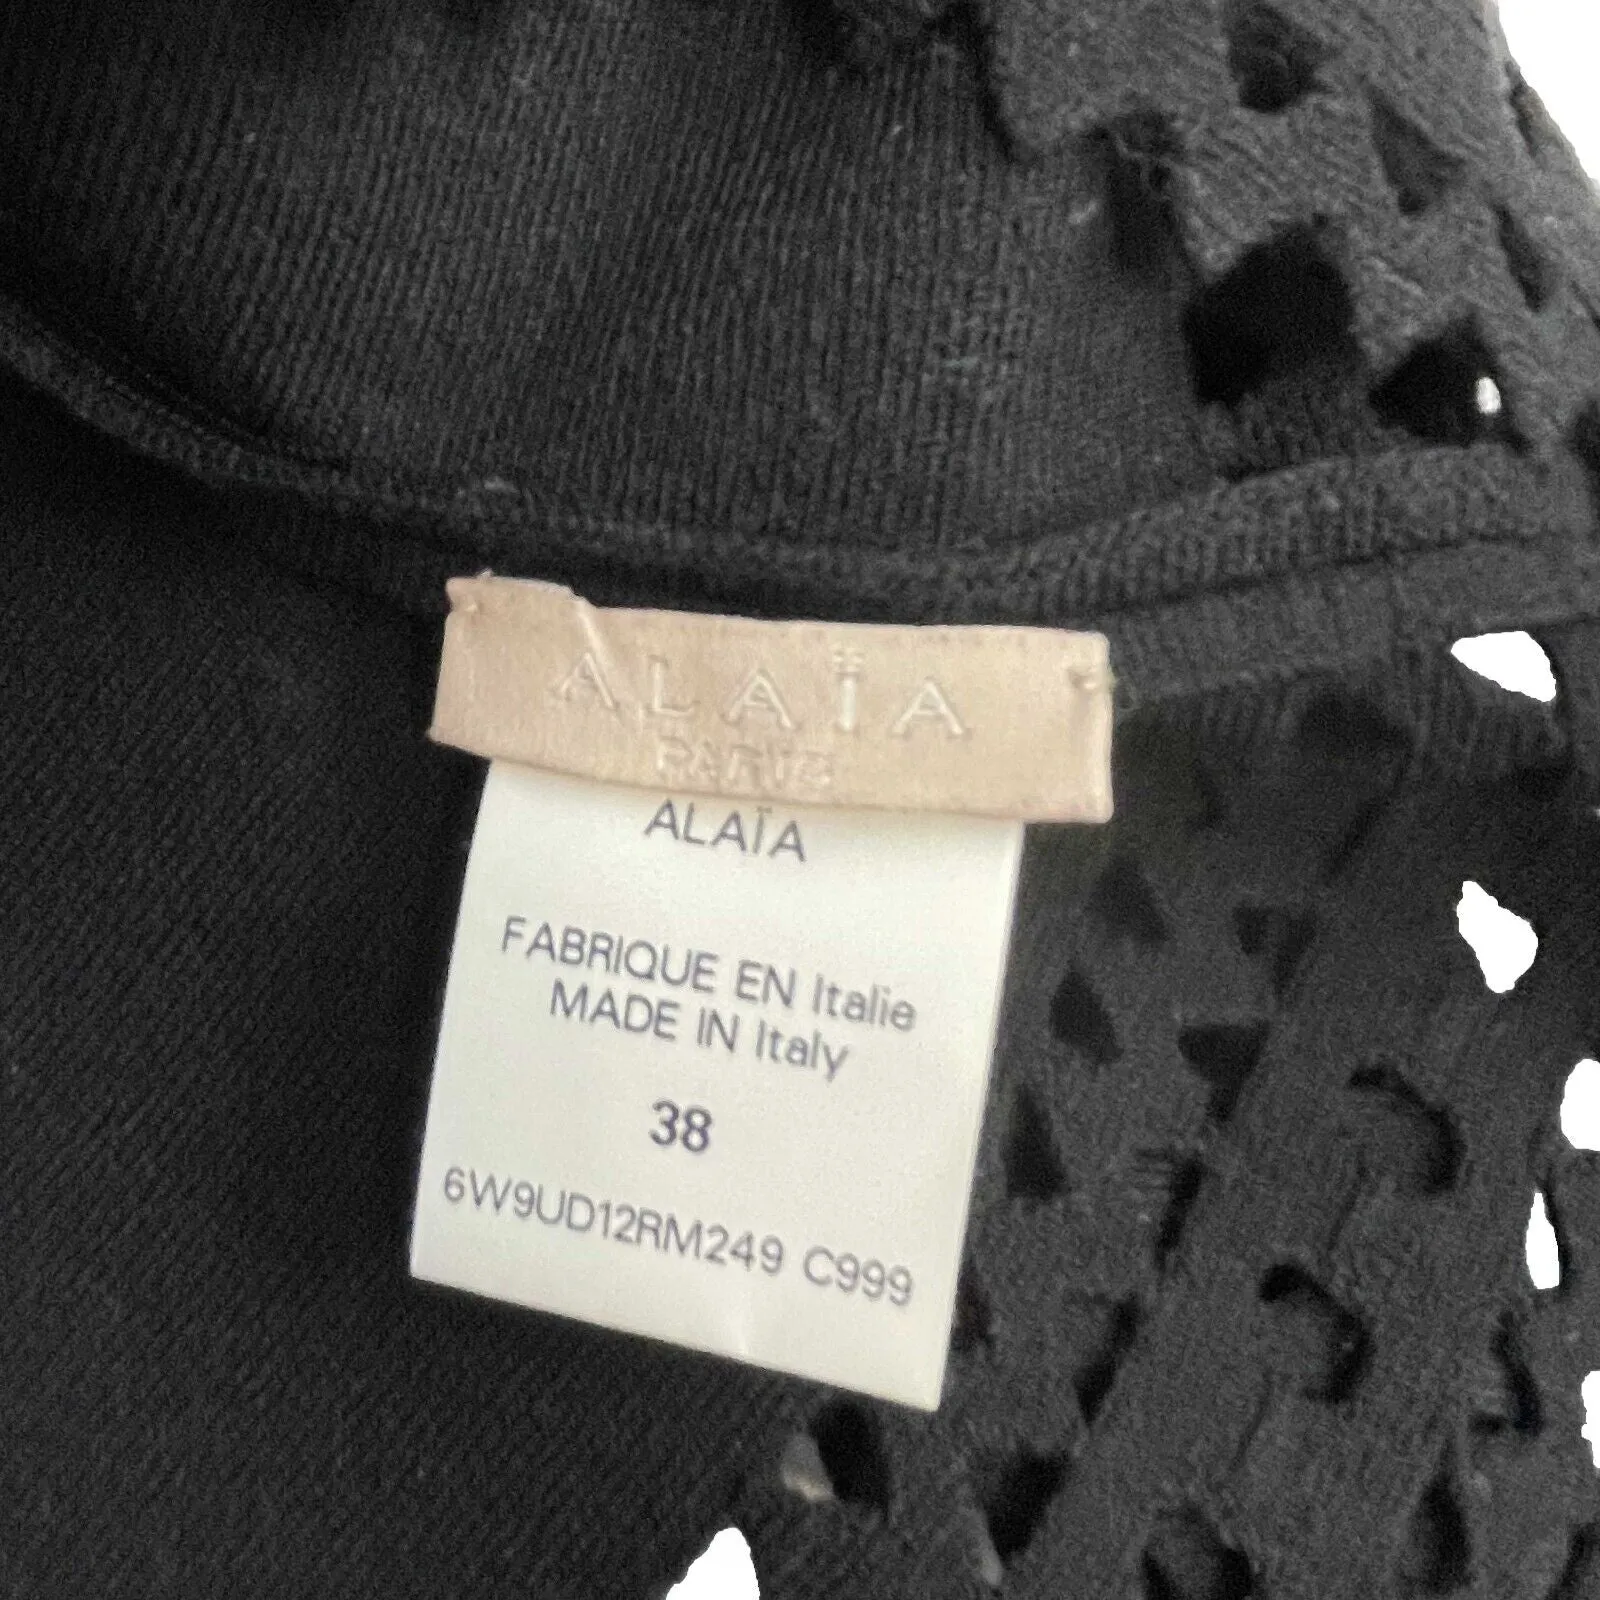 ALAÏA
PARIS
ALAÏA
FABRIQUE EN Italie
MADE IN Italy
38
6W9UD12RM249 C999